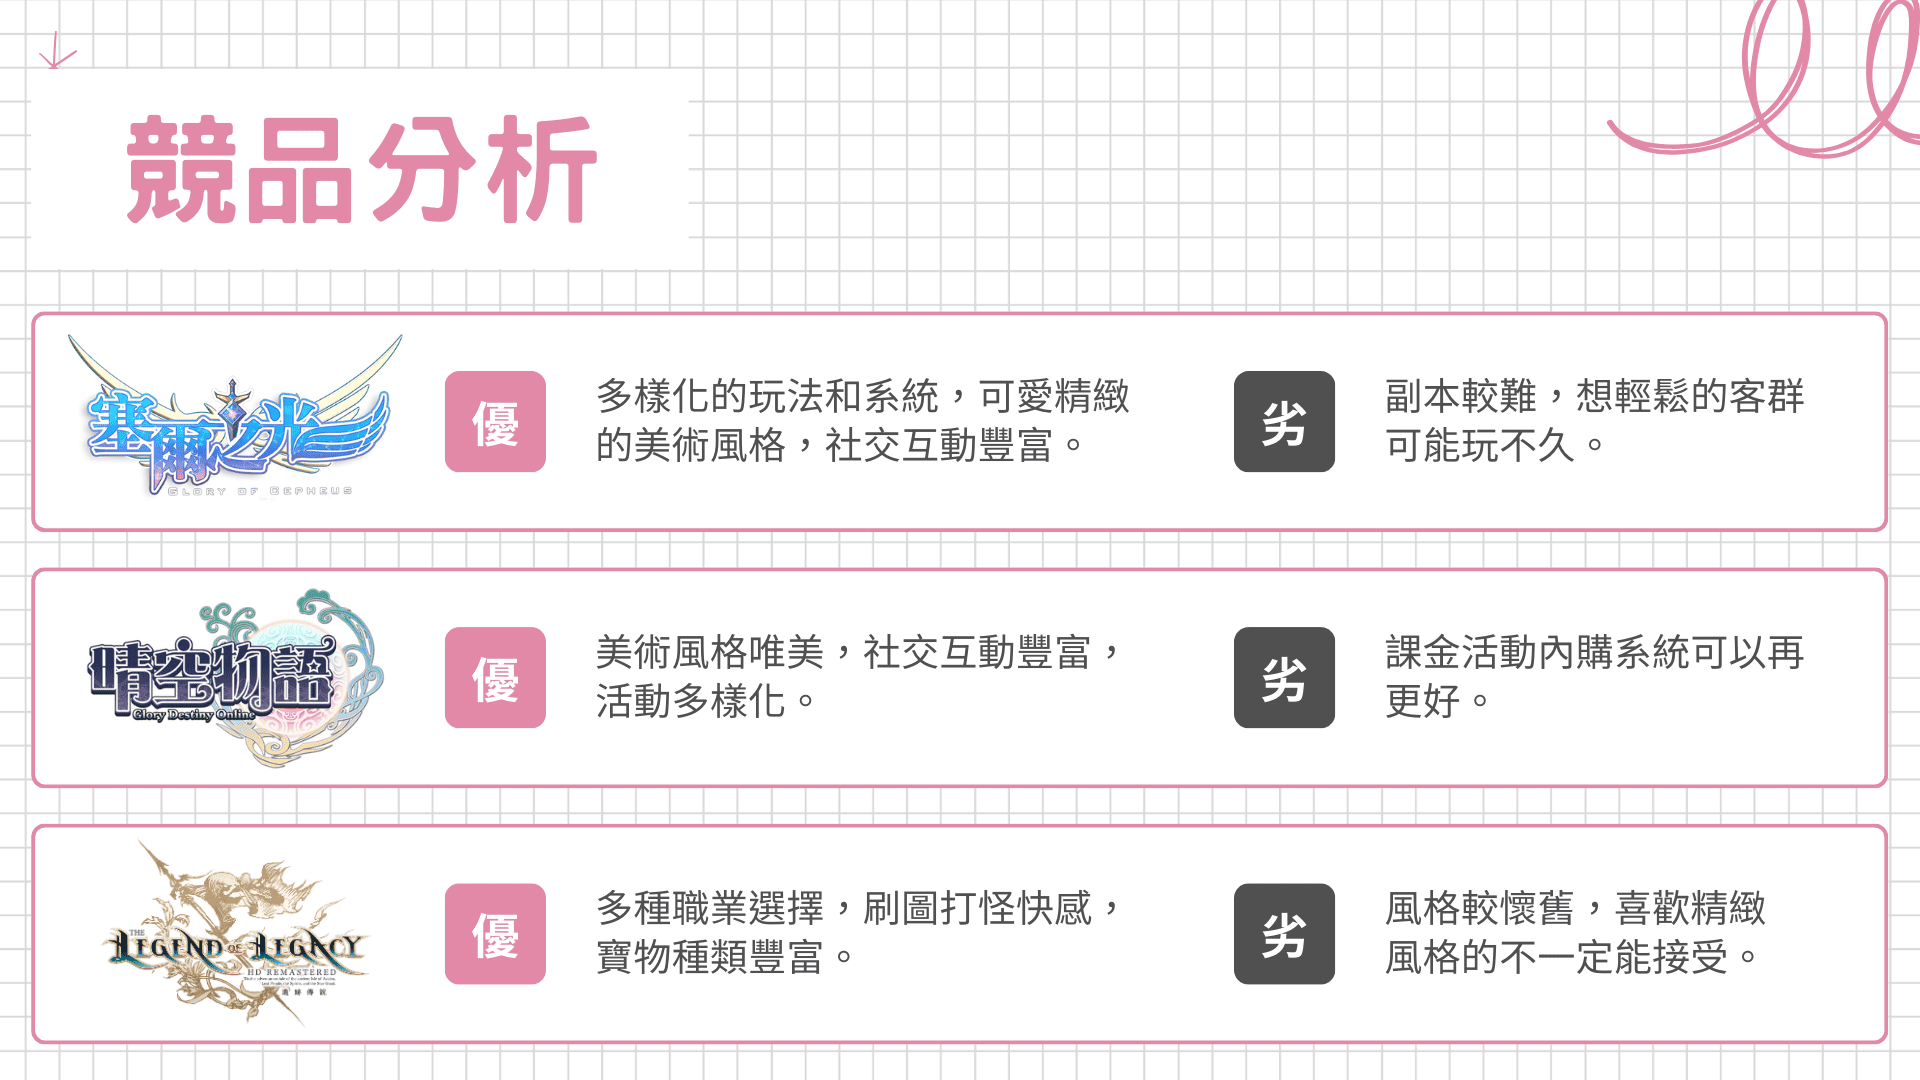 競品分析
塞爾之光
GLORY OF CEPHEUS
優
多樣化的玩法和系統，可愛精緻
的美術風格，社交互動豐富。
劣
副本較難，想輕鬆的客群
可能玩不久。
晴空物語
Glory Destiny Online
優
美術風格唯美，社交互動豐富，
活動多樣化。
劣
課金活動內購系統可以再
更好。
THE
LEGEND OF LEGACY
HD REMASTERED
優
多種職業選擇，刷圖打怪快感，
寶物種類豐富。
劣
風格較懷舊，喜歡精緻
風格的不一定能接受。